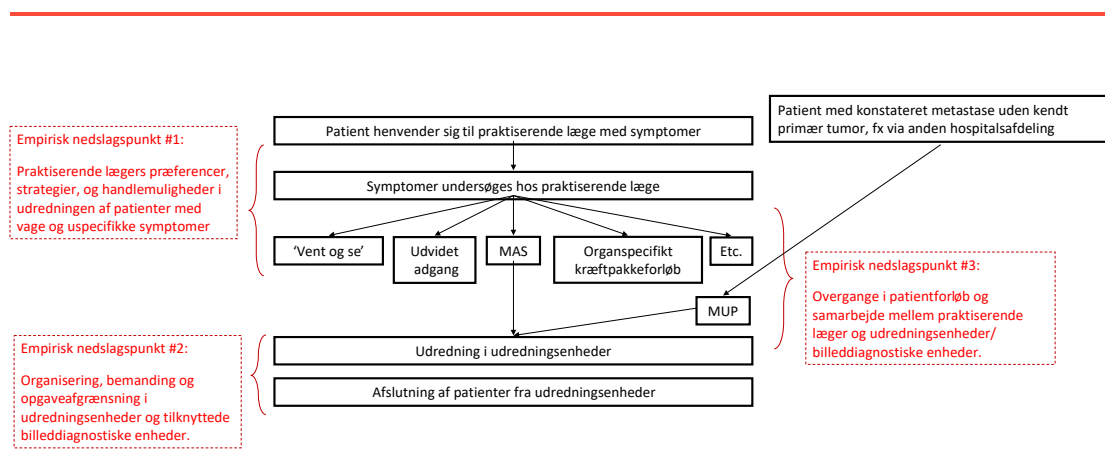 Patient med konstateret metastase uden kendt
primær tumor, fx via anden hospitalsafdeling
Empirisk nedslagspunkt #1:
Praktiserende lægers præferencer,
strategier, og handlemuligheder i
udredningen af patienter med
vage og uspecifikke symptomer
Patient henvender sig til praktiserende læge med symptomer
Symptomer undersøges hos praktiserende læge
‘Vent og se’
Udvidet
adgang
MAS
Organspecifikt
kræftpakkeforløb
Etc.
MUP
Empirisk nedslagspunkt #3:
Overgange i patientforløb og
samarbejde mellem praktiserende
læger og udredningsenheder/
billeddiagnostiske enheder.
Empirisk nedslagspunkt #2:
Organisering, bemanding og
opgaveafgrænsning i
udredningsenheder og tilknyttede
billeddiagnostiske enheder.
Udredning i udredningsenheder
Afslutning af patienter fra udredningsenheder